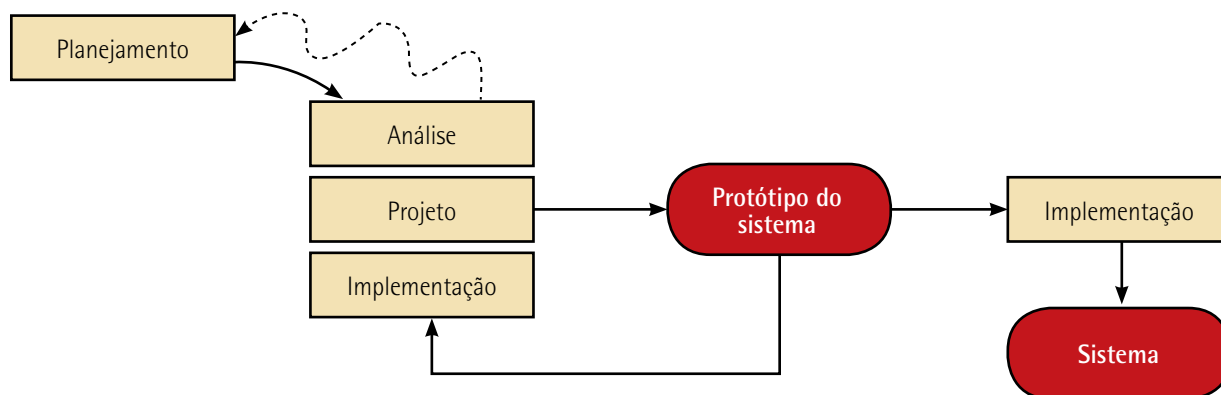 Planejamento
Análise
Projeto
Implementação
Protótipo do
sistema
Implementação
Sistema